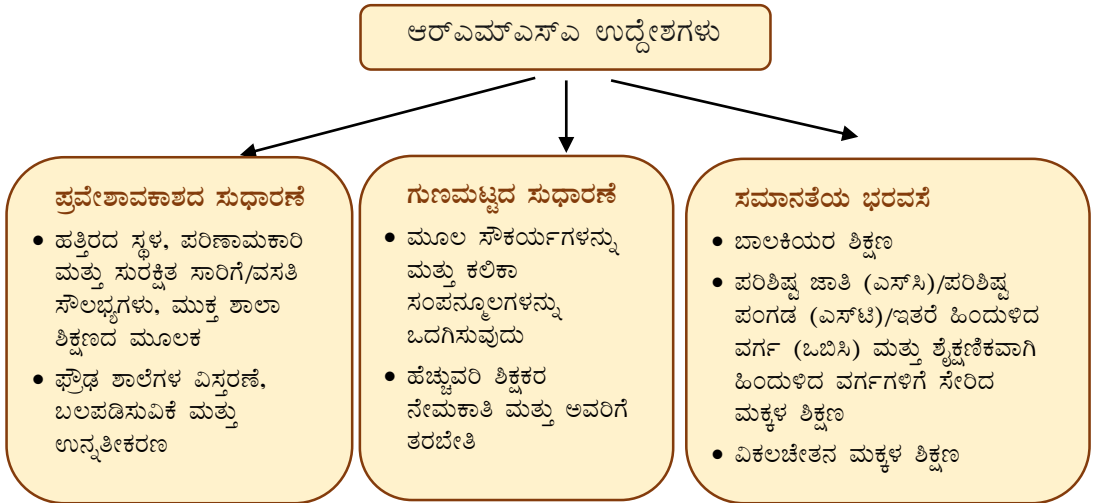 ಆರ್‌ಎಮ್‌ಎಸ್‌ಎ ಉದ್ದೇಶಗಳು
ಪ್ರವೇಶಾವಕಾಶದ ಸುಧಾರಣೆ
• ಹತ್ತಿರದ ಸ್ಥಳ, ಪರಿಣಾಮಕಾರಿ
ಮತ್ತು ಸುರಕ್ಷಿತ ಸಾರಿಗೆ/ವಸತಿ
ಸೌಲಭ್ಯಗಳು, ಮುಕ್ತ ಶಾಲಾ
ಶಿಕ್ಷಣದ ಮೂಲಕ
• ಫ್ರೌಢ ಶಾಲೆಗಳ ವಿಸ್ತರಣೆ,
ಬಲಪಡಿಸುವಿಕೆ ಮತ್ತು
ಉನ್ನತೀಕರಣ
ಗುಣಮಟ್ಟದ ಸುಧಾರಣೆ
• ಮೂಲ ಸೌಕರ್ಯಗಳನ್ನು
ಮತ್ತು ಕಲಿಕಾ
ಸಂಪನ್ಮೂಲಗಳನ್ನು
ಒದಗಿಸುವುದು
• ಹೆಚ್ಚುವರಿ ಶಿಕ್ಷಕರ
ನೇಮಕಾತಿ ಮತ್ತು ಅವರಿಗೆ
ತರಬೇತಿ
ಸಮಾನತೆಯ ಭರವಸೆ
• ಬಾಲಕಿಯರ ಶಿಕ್ಷಣ
• ಪರಿಶಿಷ್ಟ ಜಾತಿ (ಎಸ್‌ಸಿ)/ಪರಿಶಿಷ್ಟ
ಪಂಗಡ (ಎಸ್‌ಟಿ)/ಇತರೆ ಹಿಂದುಳಿದ
ವರ್ಗ (ಒಬಿಸಿ) ಮತ್ತು ಶೈಕ್ಷಣಿಕವಾಗಿ
ಹಿಂದುಳಿದ ವರ್ಗಗಳಿಗೆ ಸೇರಿದ
ಮಕ್ಕಳ ಶಿಕ್ಷಣ
• ವಿಕಲಚೇತನ ಮಕ್ಕಳ ಶಿಕ್ಷಣ